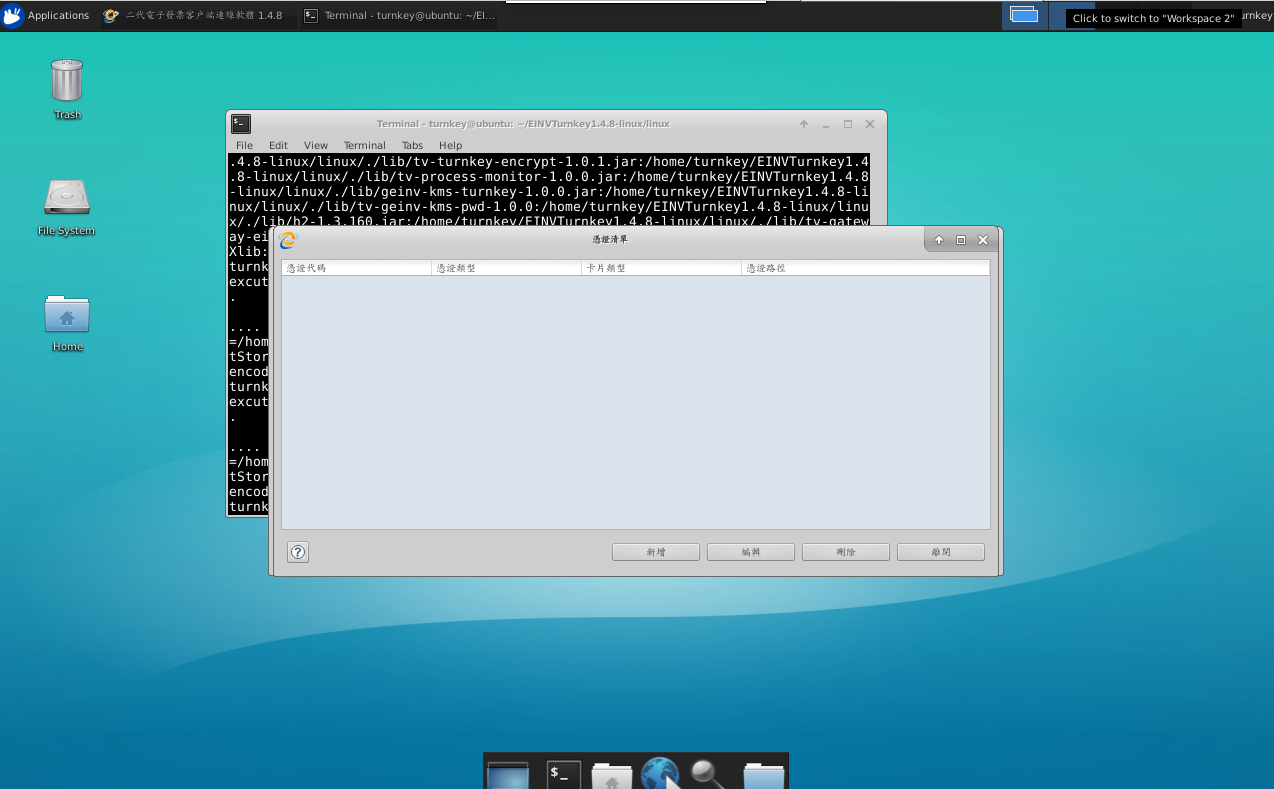 Applications
二代電子發票客户端連線軟體 1.4.8
Terminal - turnkey@ubuntu: ~/EI...
Click to switch to "Workspace 2"
urnkey
Trash
File System
Home
Terminal - turnkey@ubuntu: ~/EINVTurnkey1.4.8-linux/linux
File Edit View Terminal Tabs Help
.4.8-linux/linux/./lib/tv-turnkey-encrypt-1.0.1.jar:/home/turnkey/EINVTurnkey1.4
.8-linux/linux/./lib/tv-process-monitor-1.0.0.jar:/home/turnkey/EINVTurnkey1.4.8
-linux/linux/./lib/geinv-kms-turnkey-1.0.0.jar:/home/turnkey/EINVTurnkey1.4.8-li
nux/linux/./lib/tv-geinv-kms-pwd-1.0.0:/home/turnkey/EINVTurnkey1.4.8-linux/linu
x/./lib/h2-1.3.160.jar:/home/turnkey/EINVTurnkey1.4.8-linux/linux/./lib/tv-gatew
ay-ei
Xlib:
turnk
excut
.
....
=/hom
tStor
encod
turnk
excut
.
....
=/hom
tStor
encod
turnk
憑證清單
憑證代碼 憑證類型 卡片類型 憑證路徑
?
新增 編輯 刪除 離開
$_